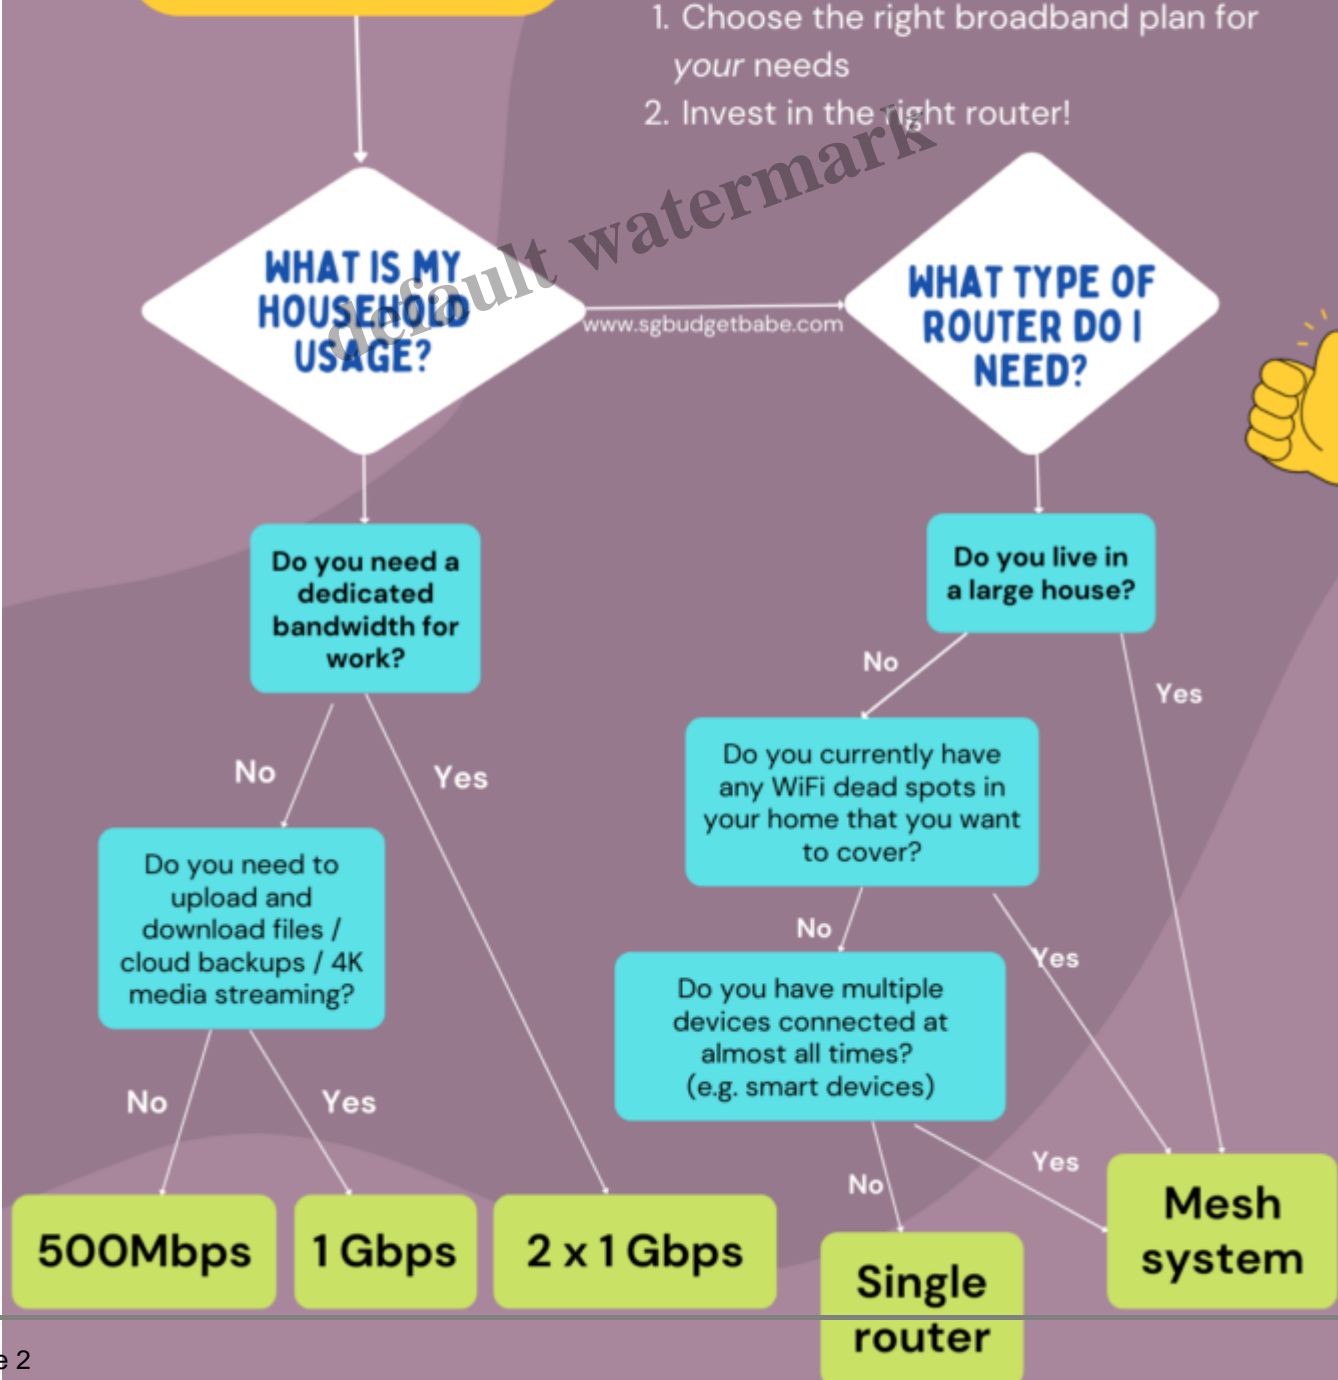 1. Choose the right broadband plan for
your needs
2. Invest in the right router!
default watermark
WHAT IS MY
HOUSEHOLD
USAGE?
www.sgbudgetbabe.com
WHAT TYPE OF
ROUTER DO I
NEED?
Do you need a
dedicated
bandwidth for
work?
No
Yes
Do you need to
upload and
download files /
cloud backups / 4K
media streaming?
No
Yes
500Mbps
1 Gbps
2 x 1 Gbps
Do you live in
a large house?
No
Yes
Do you currently have
any WiFi dead spots in
your home that you want
to cover?
No
Yes
Do you have multiple
devices connected at
almost all times?
(e.g. smart devices)
No
Yes
Single
router
Mesh
system
e 2